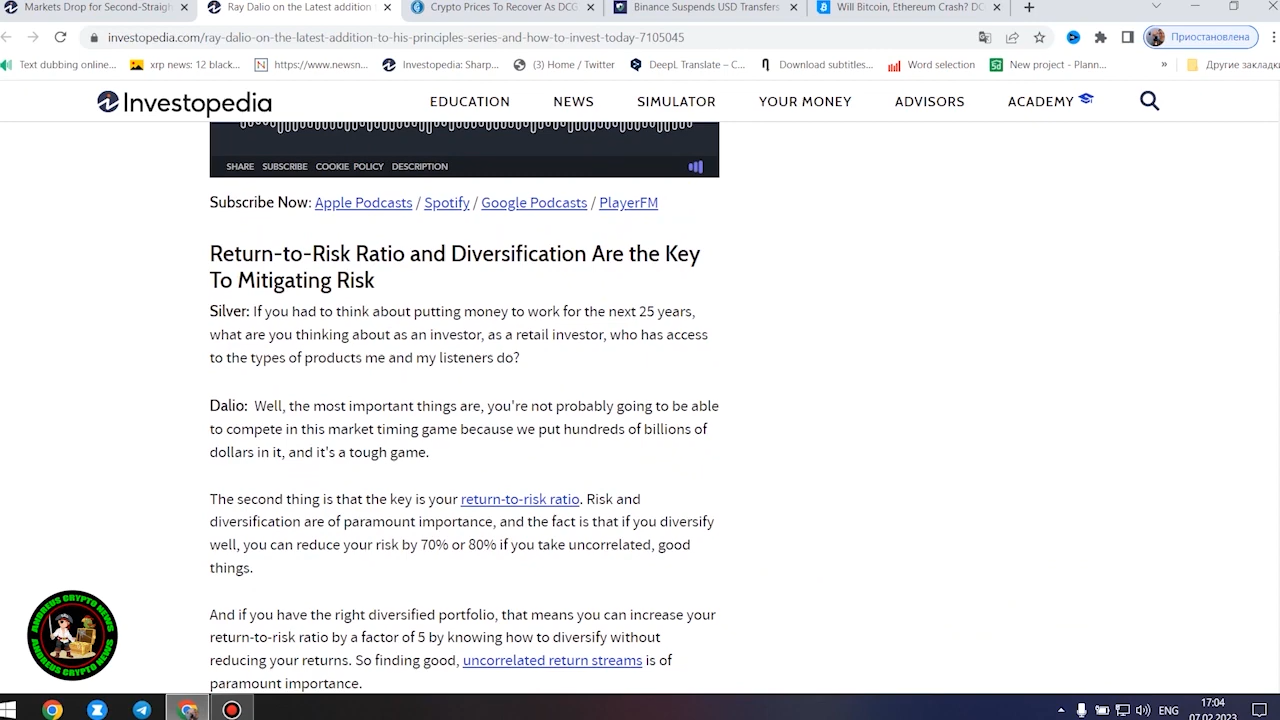 Markets Drop for Second-Straigh
Ray Dalio on the Latest addition
Crypto Prices To Recover As DCG
Binance Suspends USD Transfers
Will Bitcoin, Ethereum Crash? DC
investopedia.com/ray-dalio-on-the-latest-addition-to-his-principles-series-and-how-to-invest-today-7105045
Приостановлена
Text dubbing online...
xrp news: 12 black...
https://www.newsn...
Investopedia: Sharp...
(3) Home / Twitter
DeepL Translate – C...
Download subtitles...
Word selection
New project - Plann...
»
Другие закладки
Investopedia
EDUCATION
NEWS
SIMULATOR
YOUR MONEY
ADVISORS
ACADEMY
SHARE SUBSCRIBE COOKIE POLICY DESCRIPTION
Subscribe Now: Apple Podcasts / Spotify / Google Podcasts / PlayerFM
Return-to-Risk Ratio and Diversification Are the Key
To Mitigating Risk
Silver: If you had to think about putting money to work for the next 25 years,
what are you thinking about as an investor, as a retail investor, who has access
to the types of products me and my listeners do?
Dalio: Well, the most important things are, you're not probably going to be able
to compete in this market timing game because we put hundreds of billions of
dollars in it, and it's a tough game.
The second thing is that the key is your return-to-risk ratio. Risk and
diversification are of paramount importance, and the fact is that if you diversify
well, you can reduce your risk by 70% or 80% if you take uncorrelated, good
things.
And if you have the right diversified portfolio, that means you can increase your
return-to-risk ratio by a factor of 5 by knowing how to diversify without
reducing your returns. So finding good, uncorrelated return streams is of
paramount importance.
ANDREUS CRYPTO NEWS
ANDREUS CRYPTO NEWS
ENG
17:04
07.02.2023